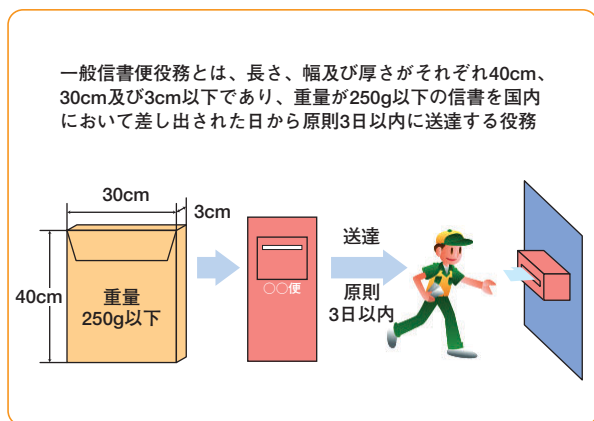 一般信書便役務とは、長さ、幅及び厚さがそれぞれ40cm、
30cm及び3cm以下であり、重量が250g以下の信書を国内
において差し出された日から原則3日以内に送達する役務
30cm
3cm
40cm
重量
250g以下
○○便
送達
原則
3日以内